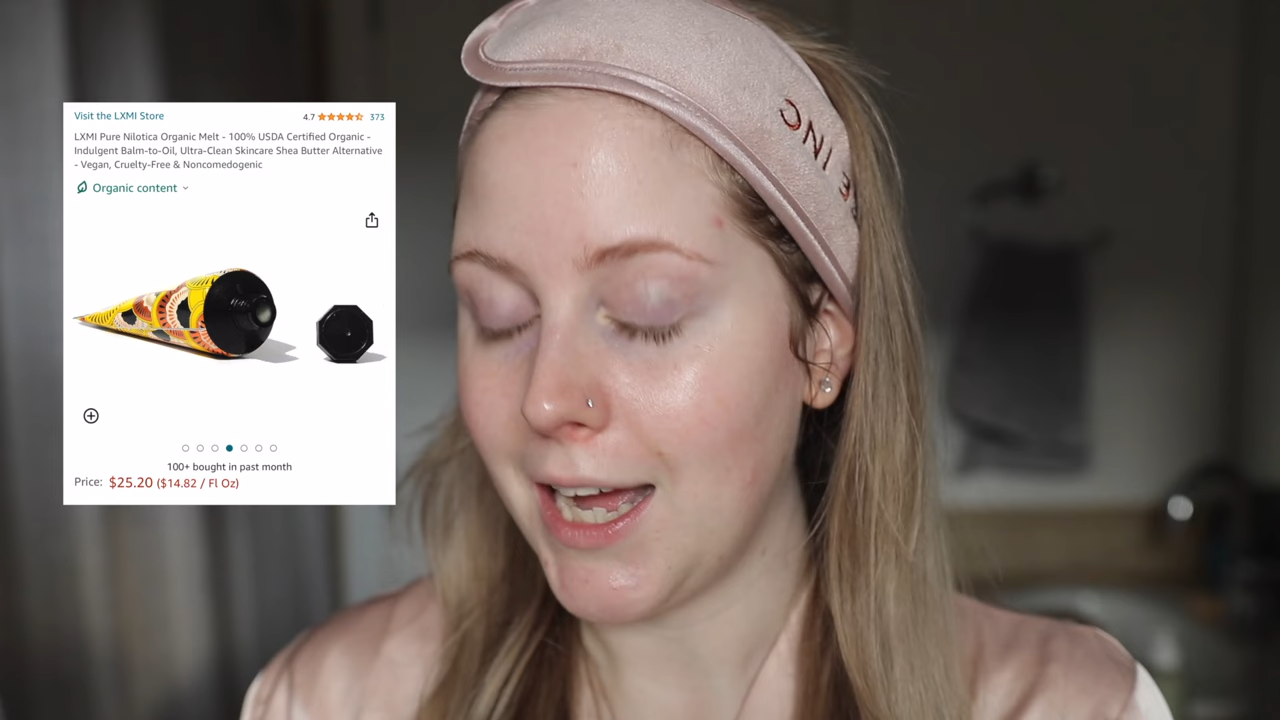 Visit the LXMI Store
4.7 373
LXMI Pure Nilotica Organic Melt - 100% USDA Certified Organic -
Indulgent Balm-to-Oil, Ultra-Clean Skincare Shea Butter Alternative
- Vegan, Cruelty-Free & Noncomedogenic
Organic content
100+ bought in past month
Price: $25.20 ($14.82 / Fl Oz)
INC